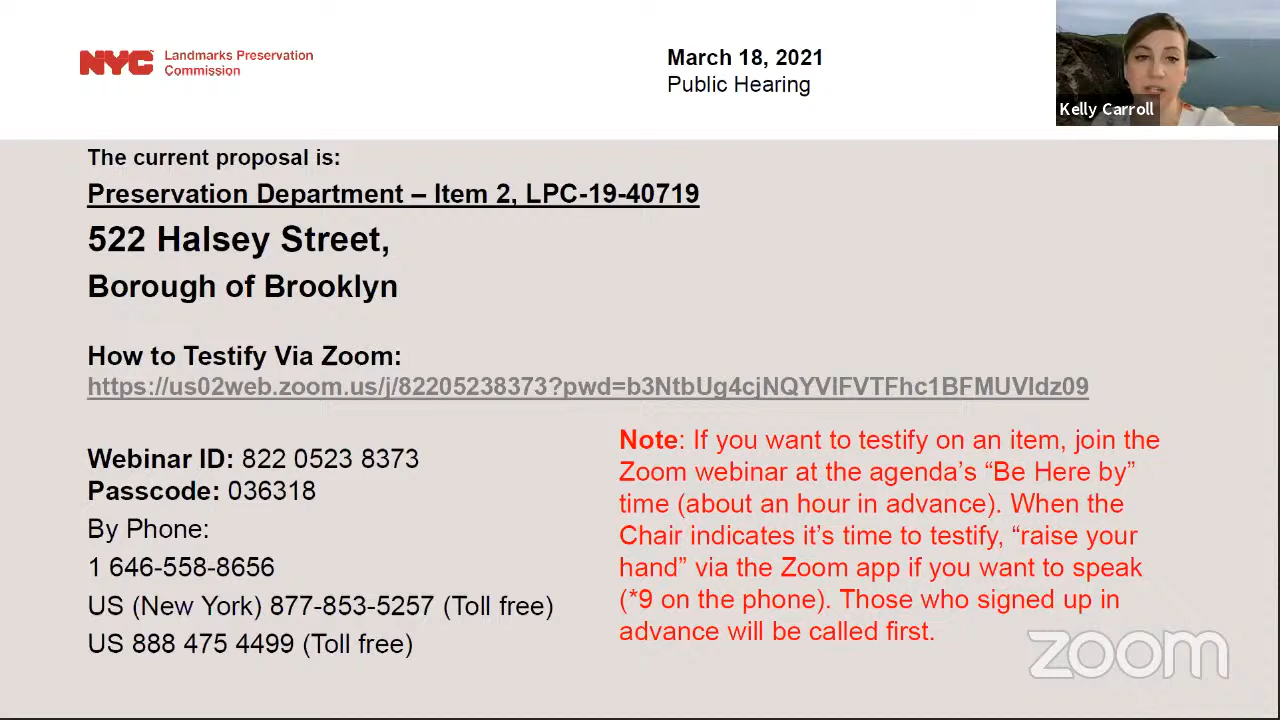 NYC Landmarks Preservation
Commission
March 18, 2021
Public Hearing
Kelly Carroll
The current proposal is:
Preservation Department – Item 2, LPC-19-40719
522 Halsey Street,
Borough of Brooklyn
How to Testify Via Zoom:
https://us02web.zoom.us/j/82205238373?pwd=b3NtbUg4cjNQYVlFVTFhc1BFMUVIdz09
Webinar ID: 822 0523 8373
Passcode: 036318
By Phone:
1 646-558-8656
US (New York) 877-853-5257 (Toll free)
US 888 475 4499 (Toll free)
Note: If you want to testify on an item, join the
Zoom webinar at the agenda’s “Be Here by”
time (about an hour in advance). When the
Chair indicates it’s time to testify, “raise your
hand” via the Zoom app if you want to speak
(*9 on the phone). Those who signed up in
advance will be called first.
zoom